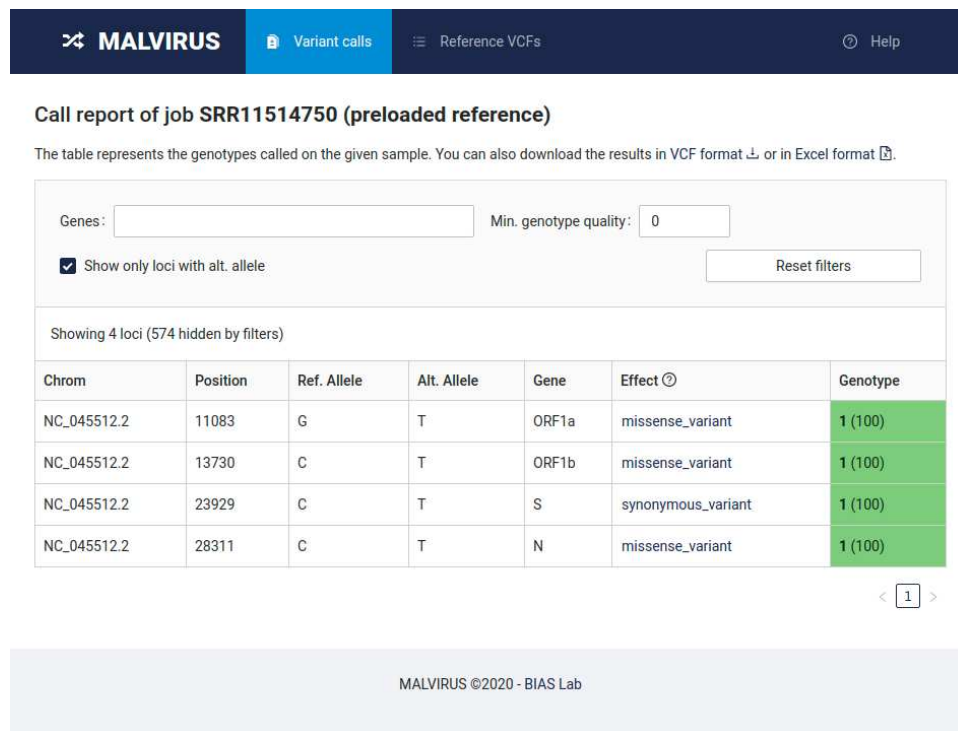 MALVIRUS Variant calls Reference VCFs Help
Call report of job SRR11514750 (preloaded reference)
The table represents the genotypes called on the given sample. You can also download the results in VCF format or in Excel format .
Genes: Min. genotype quality: 0
Show only loci with alt. allele Reset filters
Showing 4 loci (574 hidden by filters)
Chrom Position Ref. Allele Alt. Allele Gene Effect Genotype
NC_045512.2 11083 G T ORF1a missense_variant 1 (100)
NC_045512.2 13730 C T ORF1b missense_variant 1 (100)
NC_045512.2 23929 C T S synonymous_variant 1 (100)
NC_045512.2 28311 C T N missense_variant 1 (100)
< 1 >
MALVIRUS ©2020 - BIAS Lab